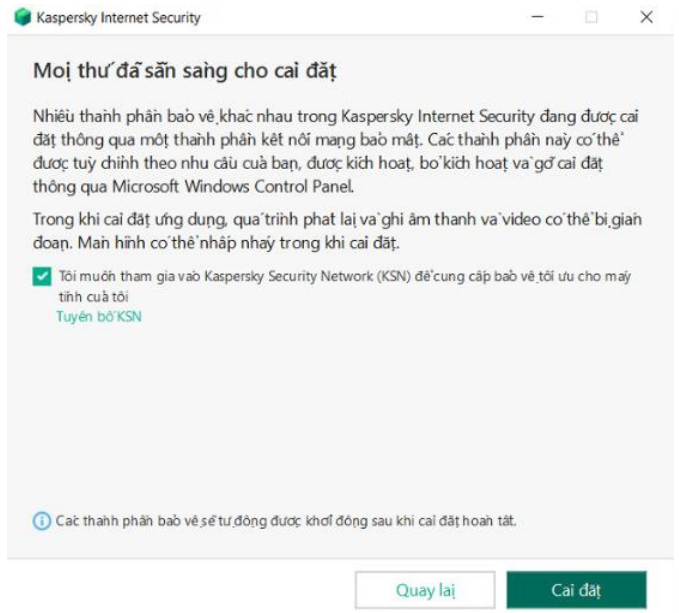 Kaspersky Internet Security
Mọi thứ đã sẵn sàng cho cài đặt
Nhiều thành phần bảo vệ khác nhau trong Kaspersky Internet Security đang được cài
đặt thông qua một thành phần kết nối mạng bảo mật. Các thành phần này có thể
được tùy chỉnh theo nhu cầu của bạn, được kích hoạt, bỏ kích hoạt và gỡ cài đặt
thông qua Microsoft Windows Control Panel.
Trong khi cài đặt ứng dụng, quá trình phát lại và ghi âm thanh và video có thể bị gián
đoạn. Màn hình có thể nhấp nháy trong khi cài đặt.
Tôi muốn tham gia vào Kaspersky Security Network (KSN) để cung cấp bảo vệ tối ưu cho máy
tính của tôi
Tuyên bố KSN
Các thành phần bảo vệ sẽ tự động được khởi động sau khi cài đặt hoàn tất.
Quay lại
Cài đặt